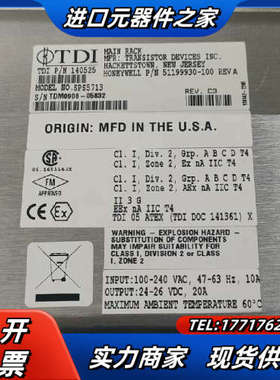 进口元器件之家
TDI
MAIN RACK
MFR: TRANSISTOR DEVICES INC.
HACKETTSTOWN, NEW JERSEY
TDI P/N 140525
HONEYWELL P/N 51199930-100 REV A
MODEL NO. SPS5713
REV. C3
ORIGIN: MFD IN THE U.S.A.
Cl. I, Div. 2, Grp. A B C D T4
Cl. I, Zone 2, Ex nA IIC T4
Cl. I, Div. 2, Grp. A B C D T4
Cl. I, Zone 2, AEx nA IIC T4
FM
APPROVED
II 3 G
EEx nA IIC T4
TDI 05 ATEX (TDI DOC 141361) X
WARNING - EXPLOSION HAZARD -
SUBSTITUTION OF COMPONENTS
MAY IMPAIR SUITABILITY FOR
CLASS I, DIVISION 2 or CLASS
I, ZONE 2
INPUT:100-240 VAC, 47-63 Hz, 10A
OUTPUT:24-26 VDC, 20A
MAXIMUM AMBIENT TEMPERATURE 60°C
可开
发票
TEL:1771762
实力商家 现货供应